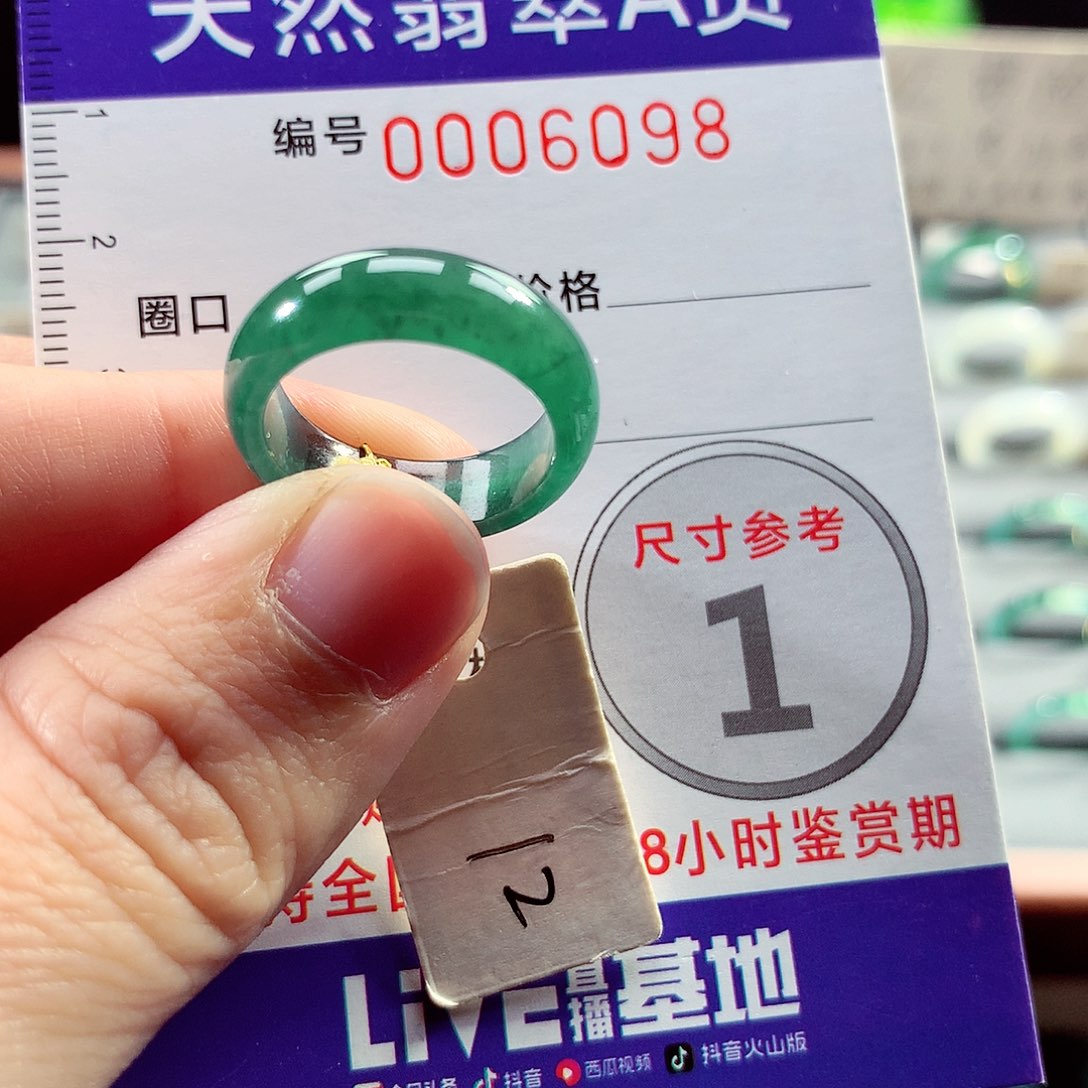 天然翡翠A货
编号 0006098
1
2
圈口
价格
尺寸参考
1
8小时鉴赏期
12
LiVE直播基地
抖音 西瓜视频 抖音火山版